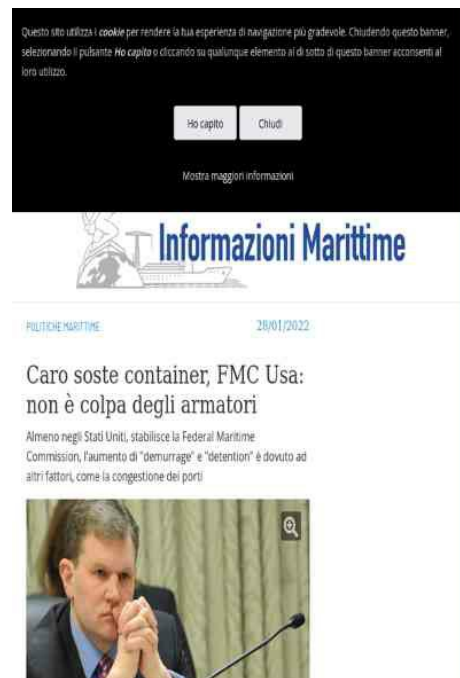 Questo sito utilizza i cookie per rendere la tua esperienza di navigazione più gradevole. Chiudendo questo banner,
selezionando il pulsante Ho capito o cliccando su qualunque elemento al di sotto di questo banner acconsenti al
loro utilizzo.
Ho capito Chiudi
Mostra maggiori informazioni
Informazioni Marittime
POLITICHE MARITTIME 28/01/2022
Caro soste container, FMC Usa:
non è colpa degli armatori
Almeno negli Stati Uniti, stabilisce la Federal Maritime
Commission, l'aumento di "demurrage" e "detention" è dovuto ad
altri fattori, come la congestione dei porti